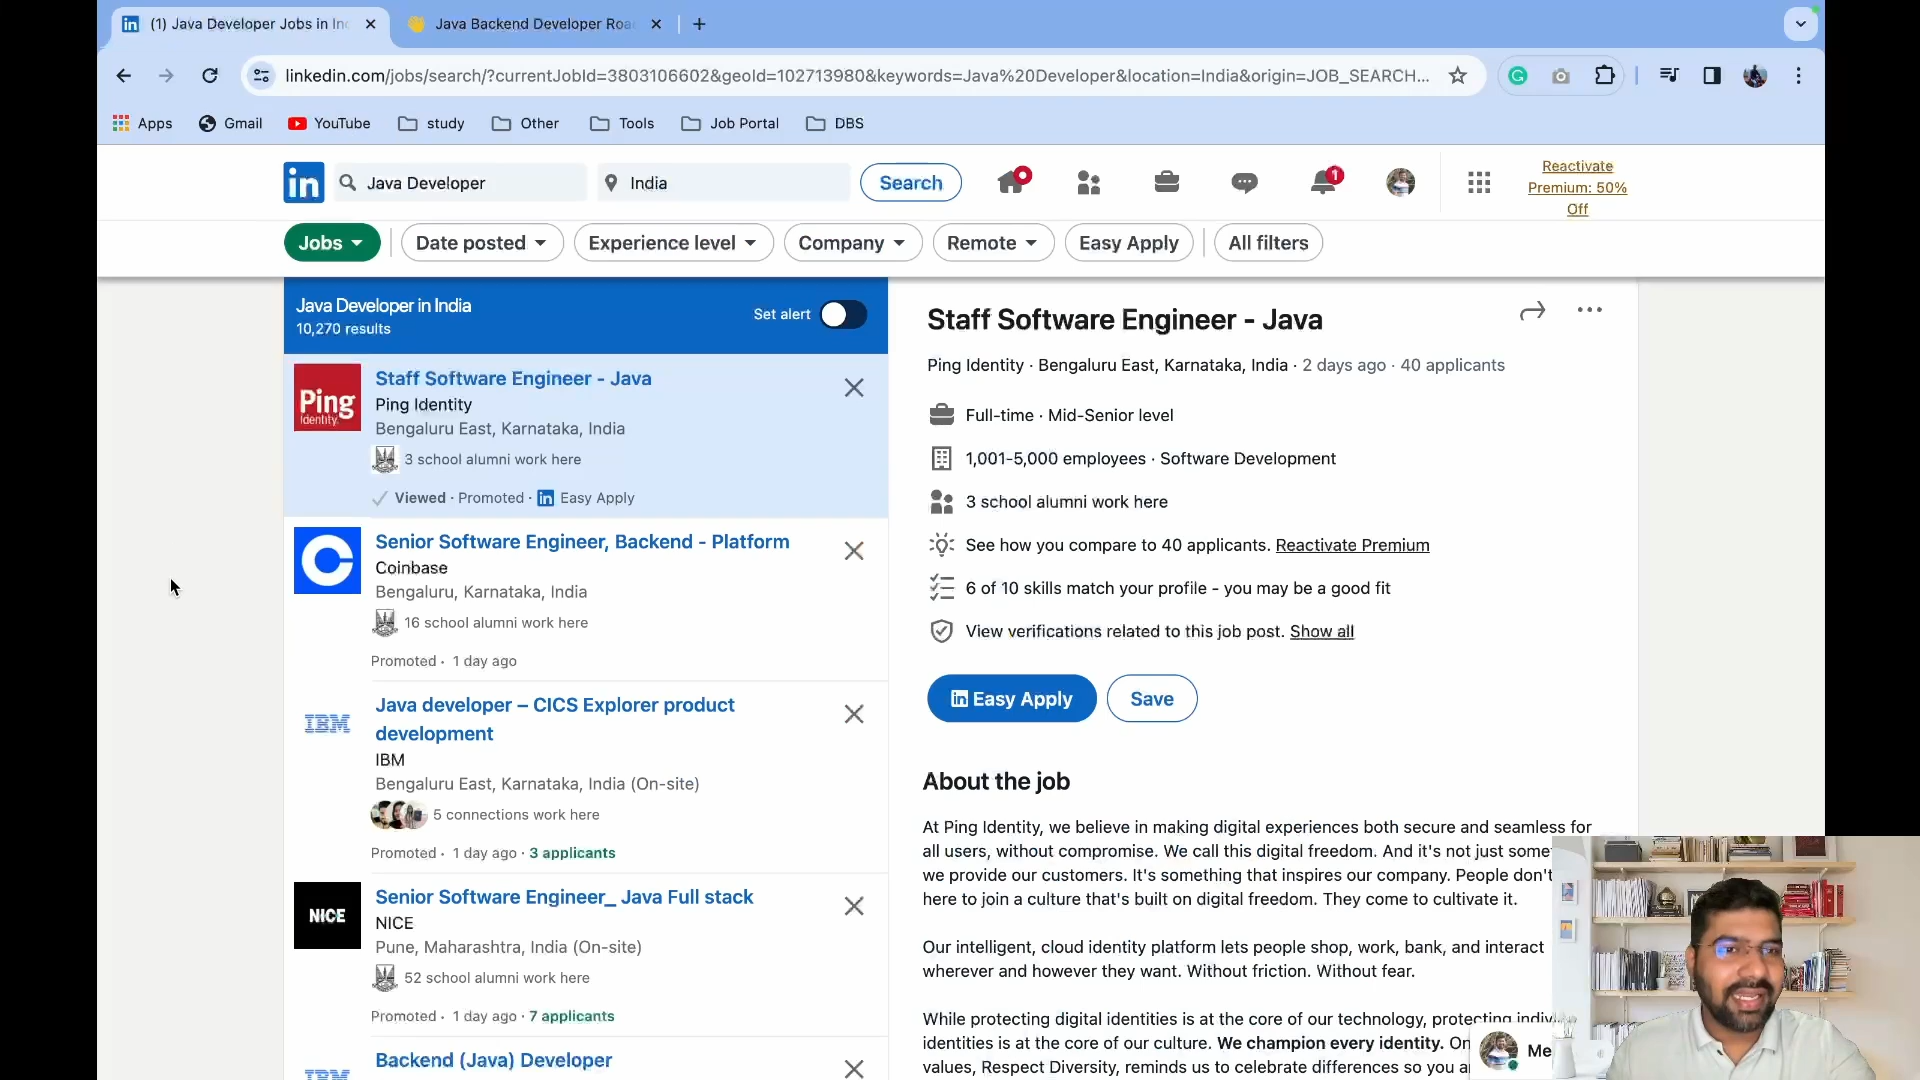 (1) Java Developer Jobs in In
Java Backend Developer Roa
linkedin.com/jobs/search/?currentJobId=3803106602&geoId=102713980&keywords=Java%20Developer&location=India&origin=JOB_SEARCH...
Apps
Gmail
YouTube
study
Other
Tools
Job Portal
DBS
in
Java Developer
India
Search
1
Reactivate
Premium: 50%
Off
Jobs
Date posted
Experience level
Company
Remote
Easy Apply
All filters
Java Developer in India
10,270 results
Set alert
Ping
Identity.
Staff Software Engineer - Java
Ping Identity
Bengaluru East, Karnataka, India
3 school alumni work here
Viewed · Promoted · in Easy Apply
Senior Software Engineer, Backend - Platform
Coinbase
Bengaluru, Karnataka, India
16 school alumni work here
Promoted · 1 day ago
IBM
Java developer – CICS Explorer product
development
IBM
Bengaluru East, Karnataka, India (On-site)
5 connections work here
Promoted · 1 day ago · 3 applicants
NICE
Senior Software Engineer_ Java Full stack
NICE
Pune, Maharashtra, India (On-site)
52 school alumni work here
Promoted · 1 day ago · 7 applicants
IBM
Backend (Java) Developer
Staff Software Engineer - Java
Ping Identity · Bengaluru East, Karnataka, India · 2 days ago · 40 applicants
Full-time · Mid-Senior level
1,001-5,000 employees · Software Development
3 school alumni work here
See how you compare to 40 applicants. Reactivate Premium
6 of 10 skills match your profile - you may be a good fit
View verifications related to this job post. Show all
in Easy Apply
Save
About the job
At Ping Identity, we believe in making digital experiences both secure and seamless for
all users, without compromise. We call this digital freedom. And it's not just some
we provide our customers. It's something that inspires our company. People don't
here to join a culture that's built on digital freedom. They come to cultivate it.
Our intelligent, cloud identity platform lets people shop, work, bank, and interact
wherever and however they want. Without friction. Without fear.
While protecting digital identities is at the core of our technology, protecting indiv
identities is at the core of our culture. We champion every identity. On
values, Respect Diversity, reminds us to celebrate differences so you a
Me